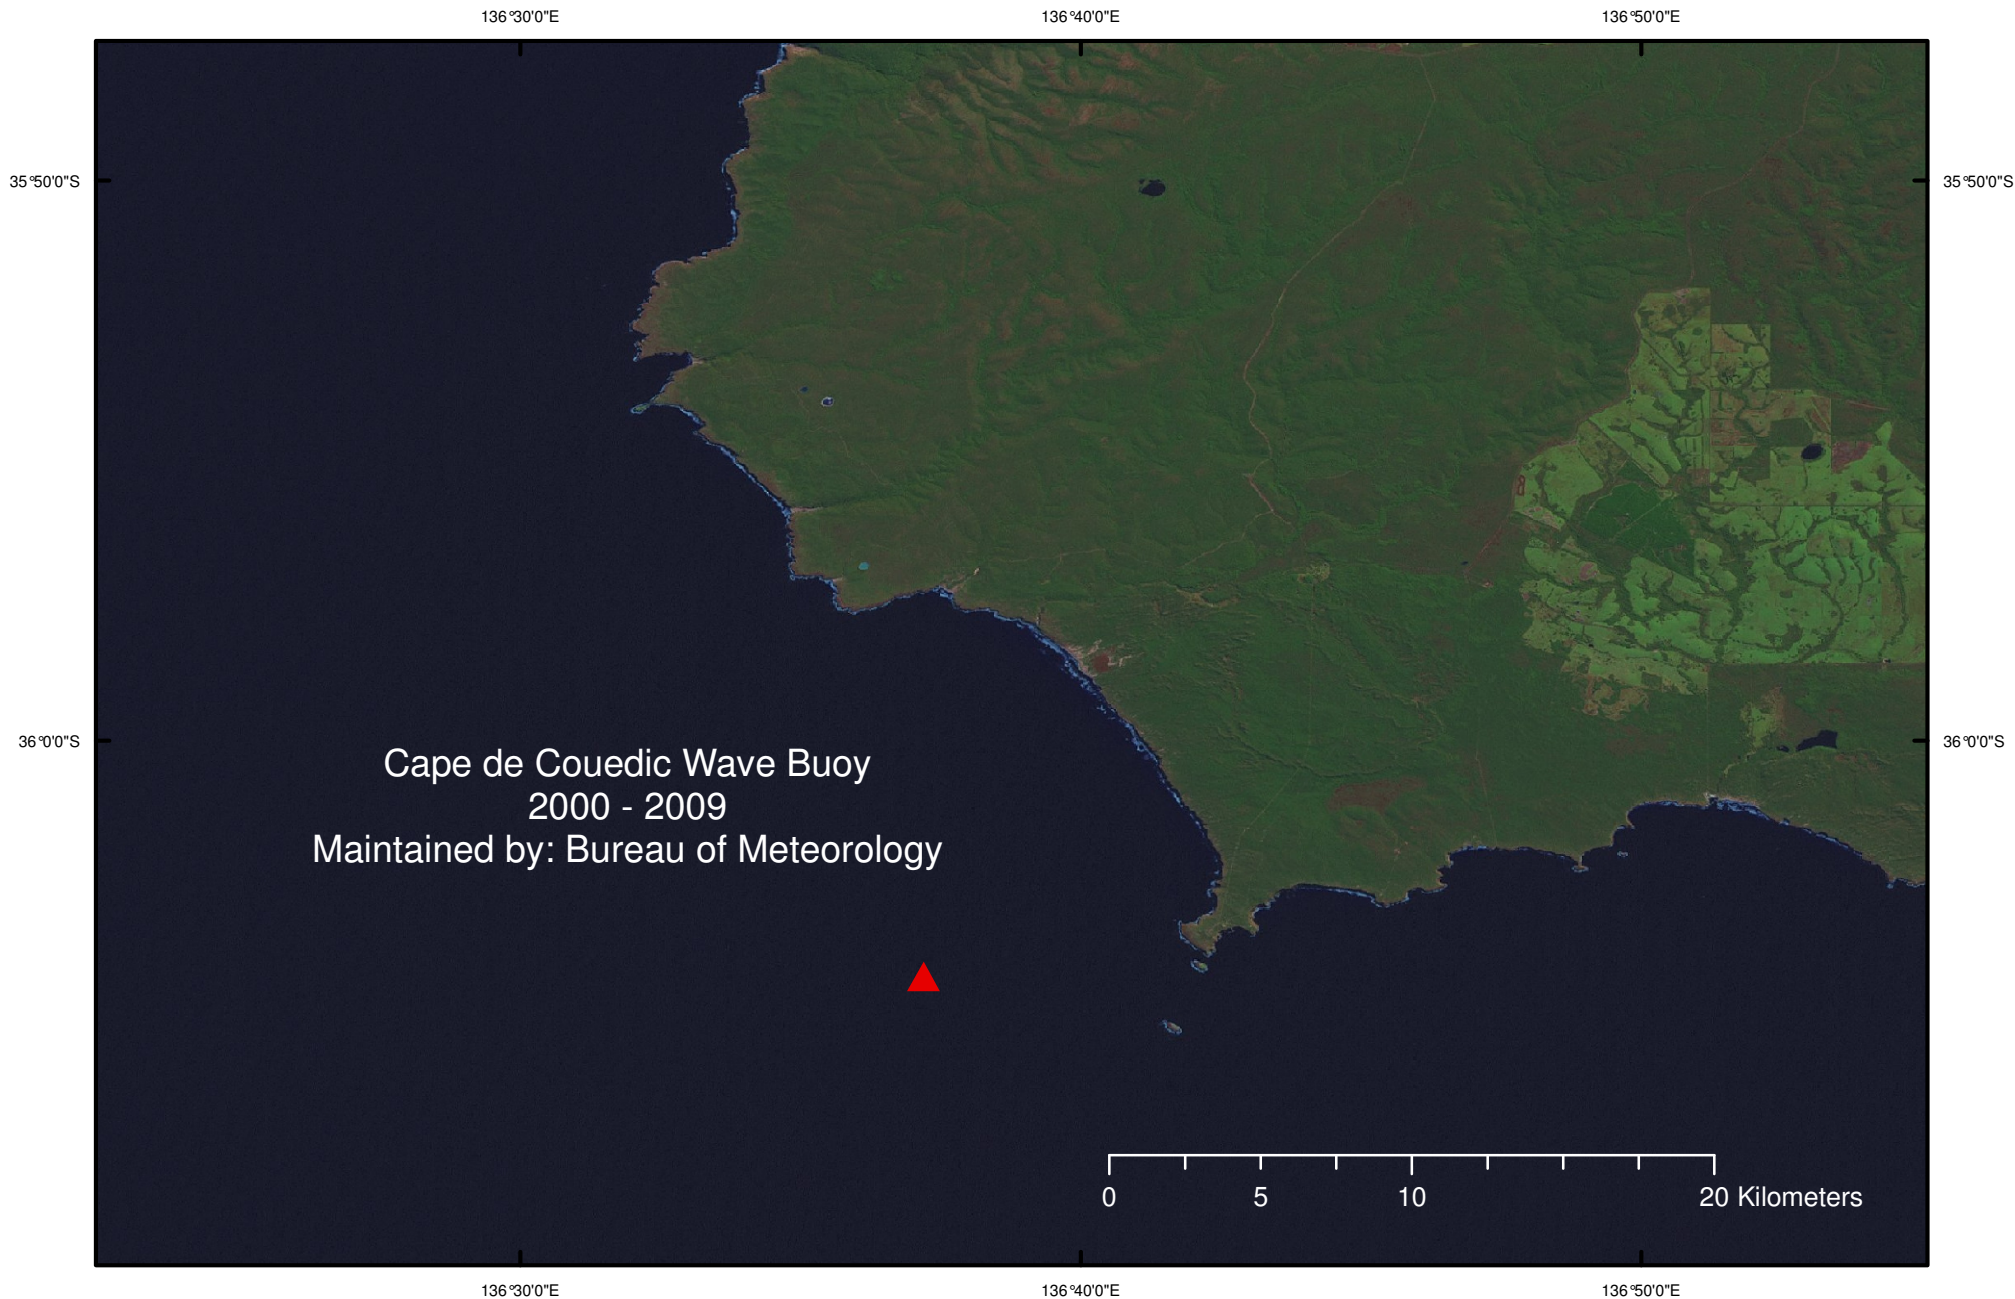 136°30'0"E 136°40'0"E 136°50'0"E
35°50'0"S 35°50'0"S
36°0'0"S 36°0'0"S
Cape de Couedic Wave Buoy
2000 - 2009
Maintained by: Bureau of Meteorology
0 5 10 20 Kilometers
136°30'0"E 136°40'0"E 136°50'0"E